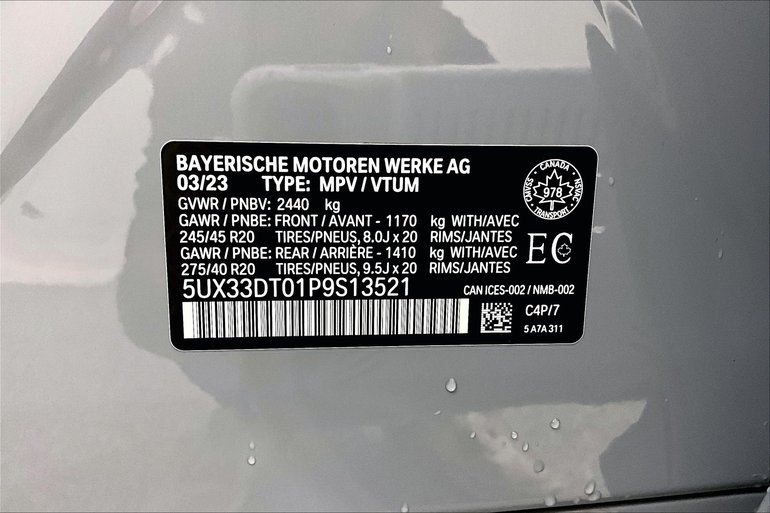 BAYERISCHE MOTOREN WERKE AG
03/23 TYPE: MPV / VTUM
GVWR / PNBV: 2440 kg
GAWR / PNBE: FRONT / AVANT - 1170 kg WITH/AVEC
245/45 R20 TIRES/PNEUS, 8.0J x 20 RIMS/JANTES
GAWR / PNBE: REAR / ARRIÈRE - 1410 kg WITH/AVEC
275/40 R20 TIRES/PNEUS, 9.5J x 20 RIMS/JANTES
5UX33DT01P9S13521
CANADA
CMVSS 978 NSVAC
TRANSPORT
EC
CAN ICES-002 / NMB-002
C4P/7
5 A7A 311